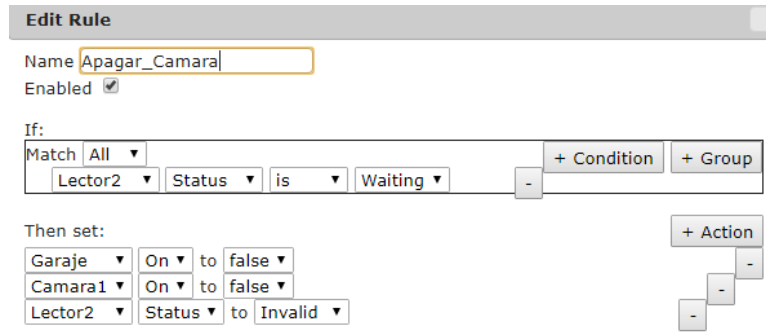 Edit Rule
Name Apagar_Camara
Enabled
If:
Match All + Condition + Group
Lector2 Status is Waiting -
Then set: + Action
Garaje On to false -
Camara1 On to false -
Lector2 Status to Invalid -